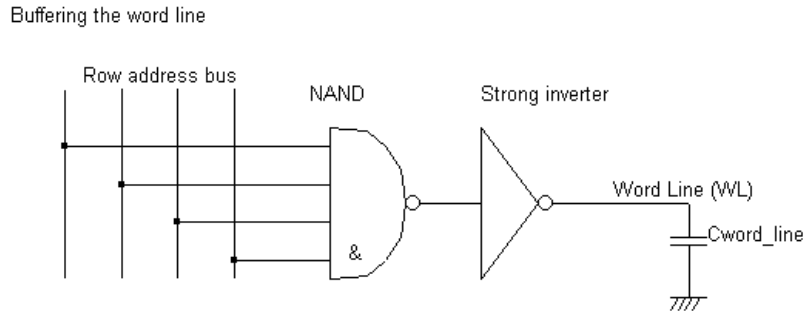 Buffering the word line
Row address bus
NAND
Strong inverter
Word Line (WL)
Cword_line
&